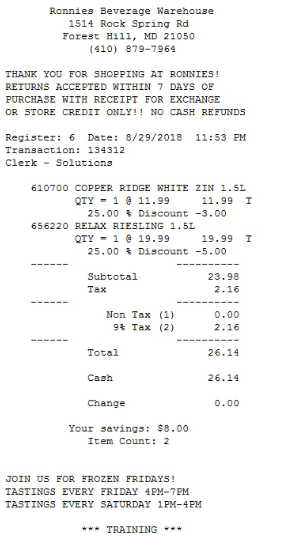 Ronnies Beverage Warehouse
1514 Rock Spring Rd
Forest Hill, MD 21050
(410) 879-7964
THANK YOU FOR SHOPPING AT RONNIES!
RETURNS ACCEPTED WITHIN 7 DAYS OF
PURCHASE WITH RECEIPT FOR EXCHANGE
OR STORE CREDIT ONLY!! NO CASH REFUNDS
Register: 6 Date: 8/29/2018 11:53 PM
Transaction: 134312
Clerk - Solutions
610700 COPPER RIDGE WHITE ZIN 1.5L
QTY = 1 @ 11.99 11.99 T
25.00 % Discount -3.00
656220 RELAX RIESLING 1.5L
QTY = 1 @ 19.99 19.99 T
25.00 % Discount -5.00
------ ----------
Subtotal 23.98
Tax 2.16
------ ----------
Non Tax (1) 0.00
9% Tax (2) 2.16
------ ----------
Total 26.14
Cash 26.14
Change 0.00
Your savings: $8.00
Item Count: 2
JOIN US FOR FROZEN FRIDAYS!
TASTINGS EVERY FRIDAY 4PM-7PM
TASTINGS EVERY SATURDAY 1PM-4PM
*** TRAINING ***